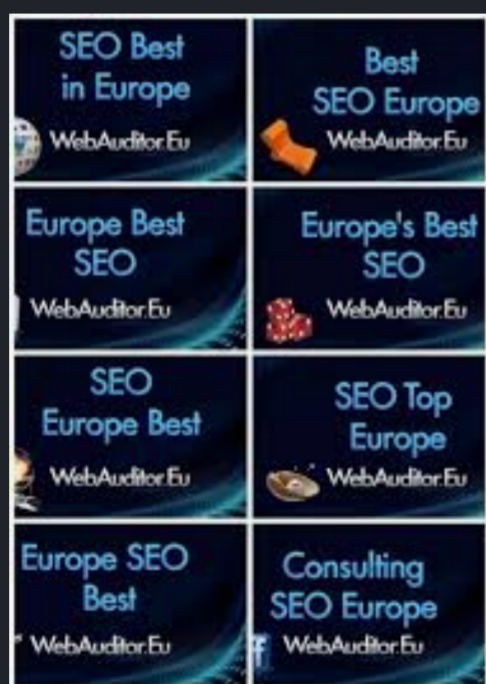 SEO Best
in Europe
WebAuditor.Eu
Best
SEO Europe
WebAuditor.Eu
Europe Best
SEO
WebAuditor.Eu
Europe's Best
SEO
WebAuditor.Eu
SEO
Europe Best
WebAuditor.Eu
SEO Top
Europe
WebAuditor.Eu
Europe SEO
Best
WebAuditor.Eu
Consulting
SEO Europe
WebAuditor.Eu